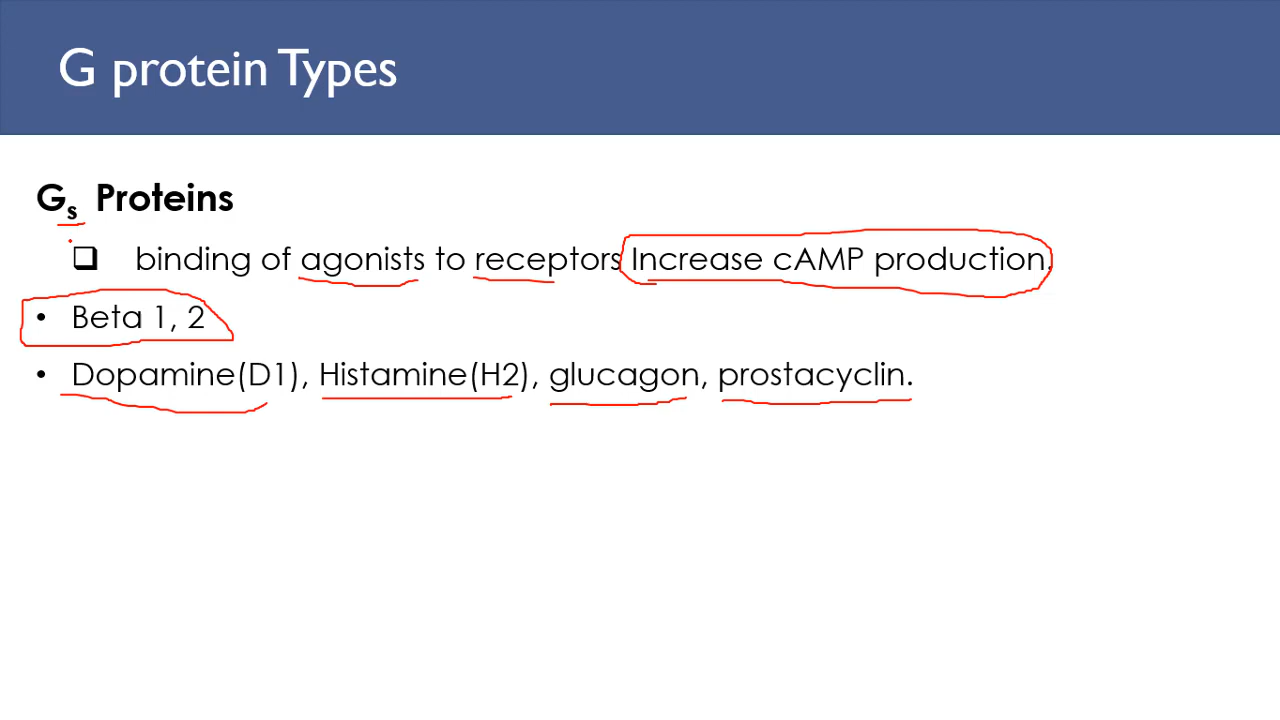 G protein Types
Gs Proteins
❑ binding of agonists to receptors Increase cAMP production.
• Beta 1, 2
• Dopamine(D1), Histamine(H2), glucagon, prostacyclin.